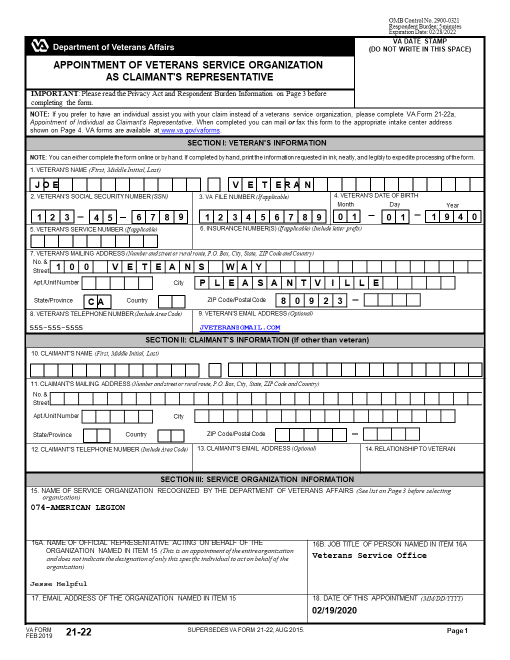 OMB Control No. 2900-0321
Respondent Burden: 5 minutes
Expiration Date: 02/28/2022
VA Department of Veterans Affairs
VA DATE STAMP
(DO NOT WRITE IN THIS SPACE)
APPOINTMENT OF VETERANS SERVICE ORGANIZATION
AS CLAIMANT'S REPRESENTATIVE
IMPORTANT: Please read the Privacy Act and Respondent Burden Information on Page 3 before
completing the form.
NOTE: If you prefer to have an individual assist you with your claim instead of a veterans service organization, please complete VA Form 21-22a,
Appointment of Individual as Claimant's Representative. When completed you can mail or fax this form to the appropriate intake center address
shown on Page 4. VA forms are available at www.va.gov/vaforms.
SECTION I: VETERAN'S INFORMATION
NOTE: You can either complete the form online or by hand. If completed by hand, print the information requested in ink, neatly, and legibly to expedite processing of the form.
1. VETERAN'S NAME (First, Middle Initial, Last)
JOE VETERAN
2. VETERAN'S SOCIAL SECURITY NUMBER (SSN)
3. VA FILE NUMBER (If applicable)
4. VETERAN'S DATE OF BIRTH
Month Day Year
123 – 45 – 6789
123456789
01 – 01 – 1940
5. VETERAN'S SERVICE NUMBER (If applicable)
6. INSURANCE NUMBER(S) (If applicable) (Include letter prefix)
7. VETERAN'S MAILING ADDRESS (Number and street or rural route, P.O. Box, City, State, ZIP Code and Country)
No. & Street 100 VETEANS WAY
Apt./Unit Number City PLEASANTVILLE
State/Province CA Country ZIP Code/Postal Code 80923 –
8. VETERAN'S TELEPHONE NUMBER (Include Area Code)
9. VETERAN'S EMAIL ADDRESS (Optional)
555-555-5555
JVETERAN@MAIL.COM
SECTION II: CLAIMANT'S INFORMATION (If other than veteran)
10. CLAIMANT'S NAME (First, Middle Initial, Last)
11. CLAIMANT'S MAILING ADDRESS (Number and street or rural route, P.O. Box, City, State, ZIP Code and Country)
No. & Street
Apt./Unit Number City
State/Province Country ZIP Code/Postal Code –
12. CLAIMANT'S TELEPHONE NUMBER (Include Area Code)
13. CLAIMANT'S EMAIL ADDRESS (Optional)
14. RELATIONSHIP TO VETERAN
SECTION III: SERVICE ORGANIZATION INFORMATION
15. NAME OF SERVICE ORGANIZATION RECOGNIZED BY THE DEPARTMENT OF VETERANS AFFAIRS (See list on Page 3 before selecting
organization)
074-AMERICAN LEGION
16A. NAME OF OFFICIAL REPRESENTATIVE ACTING ON BEHALF OF THE
ORGANIZATION NAMED IN ITEM 15 (This is an appointment of the entire organization
and does not indicate the designation of only this specific individual to act on behalf of the
organization).
Jesse Helpful
16B. JOB TITLE OF PERSON NAMED IN ITEM 16A
Veterans Service Office
17. EMAIL ADDRESS OF THE ORGANIZATION NAMED IN ITEM 15
18. DATE OF THIS APPOINTMENT (MM/DD/YYYY)
02/19/2020
VA FORM
FEB 2019
21-22
SUPERSEDES VA FORM 21-22, AUG 2015.
Page 1